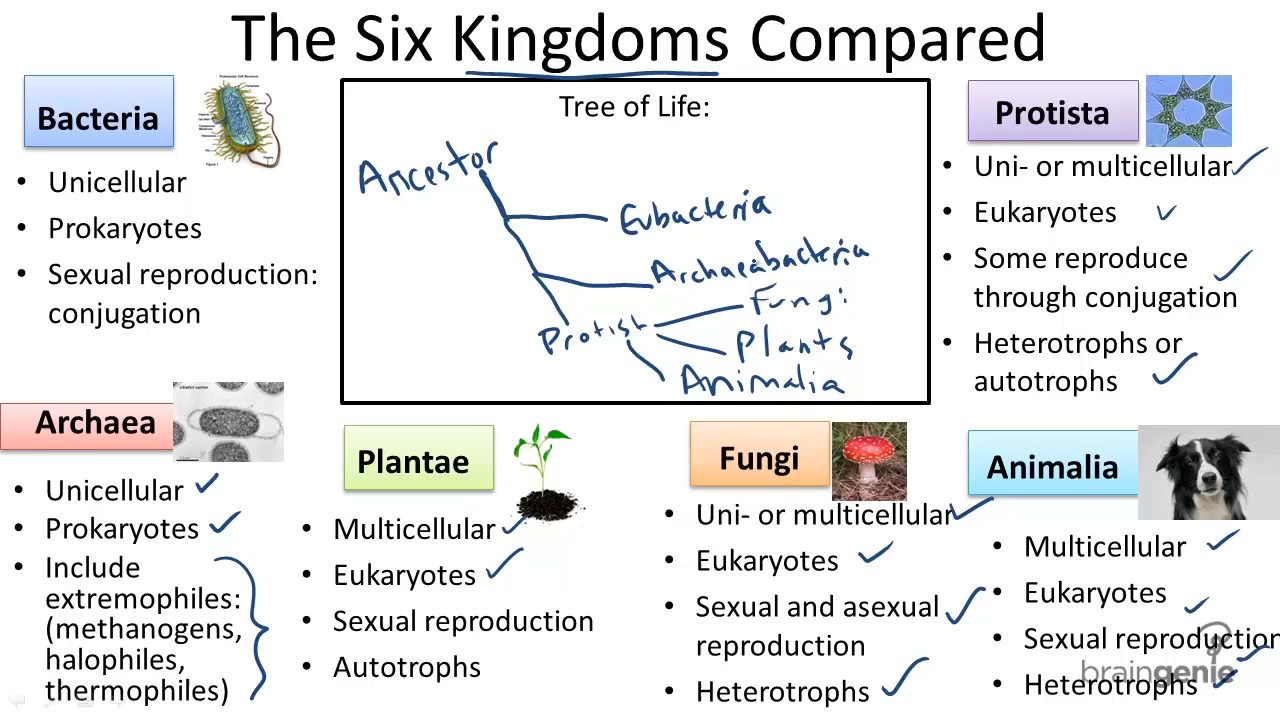 The Six Kingdoms Compared
Bacteria
• Unicellular
• Prokaryotes
• Sexual reproduction:
conjugation
Tree of Life:
Ancestor
Eubacteria
Archaeabacteria
Protist
Fungi
Plants
Animalia
Protista
• Uni- or multicellular
• Eukaryotes
• Some reproduce
through conjugation
• Heterotrophs or
autotrophs
Archaea
• Unicellular
• Prokaryotes
• Include
extremophiles:
(methanogens,
halophiles,
thermophiles)
Plantae
• Multicellular
• Eukaryotes
• Sexual reproduction
• Autotrophs
Fungi
• Uni- or multicellular
• Eukaryotes
• Sexual and asexual
reproduction
• Heterotrophs
Animalia
• Multicellular
• Eukaryotes
• Sexual reproduction
• Heterotrophs
braingenie